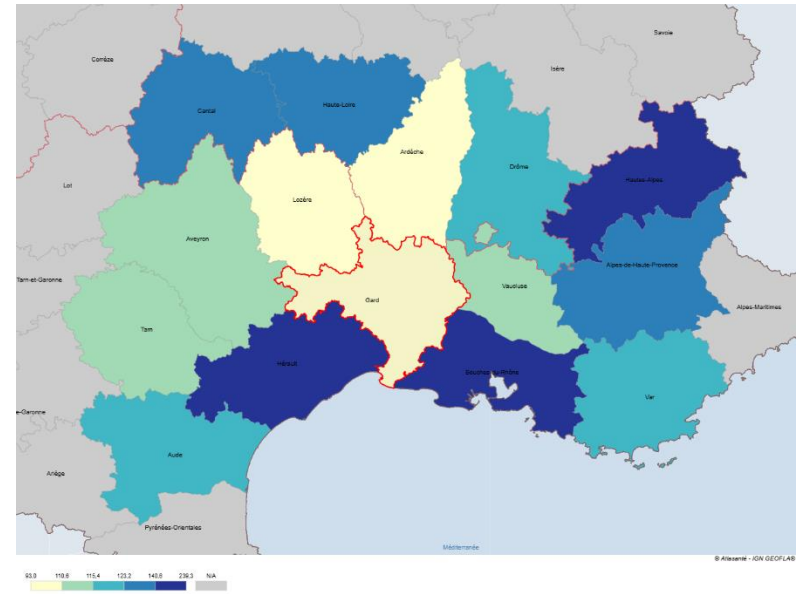 Corrèze
Savoie
Isère
Cantal
Haute-Loire
Ardèche
Drôme
Lot
Lozère
Hautes-Alpes
Aveyron
Alpes-de-Haute-Provence
Tarn-et-Garonne
Gard
Vaucluse
Alpes-Maritimes
Tarn
Hérault
Bouches-du-Rhône
Var
e-Garonne
Aude
Ariège
Pyrénées-Orientales
Méditerranée
© Atlasanté - IGN GEOFLAB
93,0 110,6 115,4 123,2 140,6 239,3 N/A